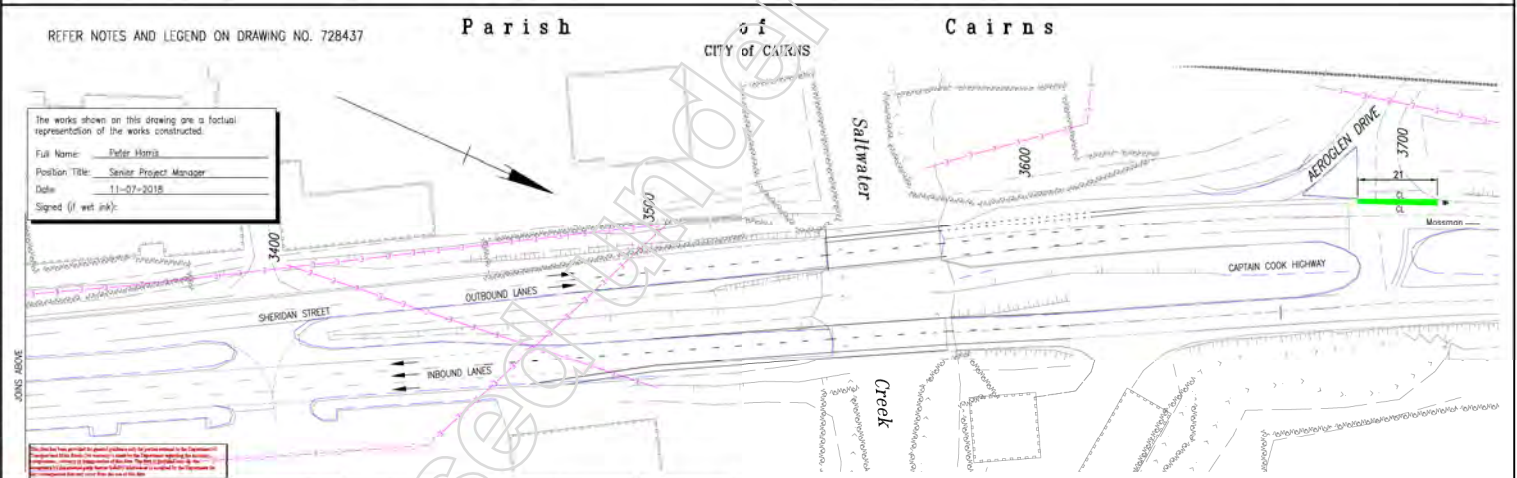 Parish of Cairns
CITY of CAIRNS
REFER NOTES AND LEGEND ON DRAWING NO. 728437
The works shown on this drawing are a factual
representation of the works constructed.
Full Name: Peter Harris
Position Title: Senior Project Manager
Date: 11-07-2018
Signed (if wet ink):
Saltwater
Creek
3400
3500
3600
3700
AEROGLEN DRIVE
21
CL
CL
Mossman
CAPTAIN COOK HIGHWAY
OUTBOUND LANES
SHERIDAN STREET
INBOUND LANES
JOINS ABOVE
sed under